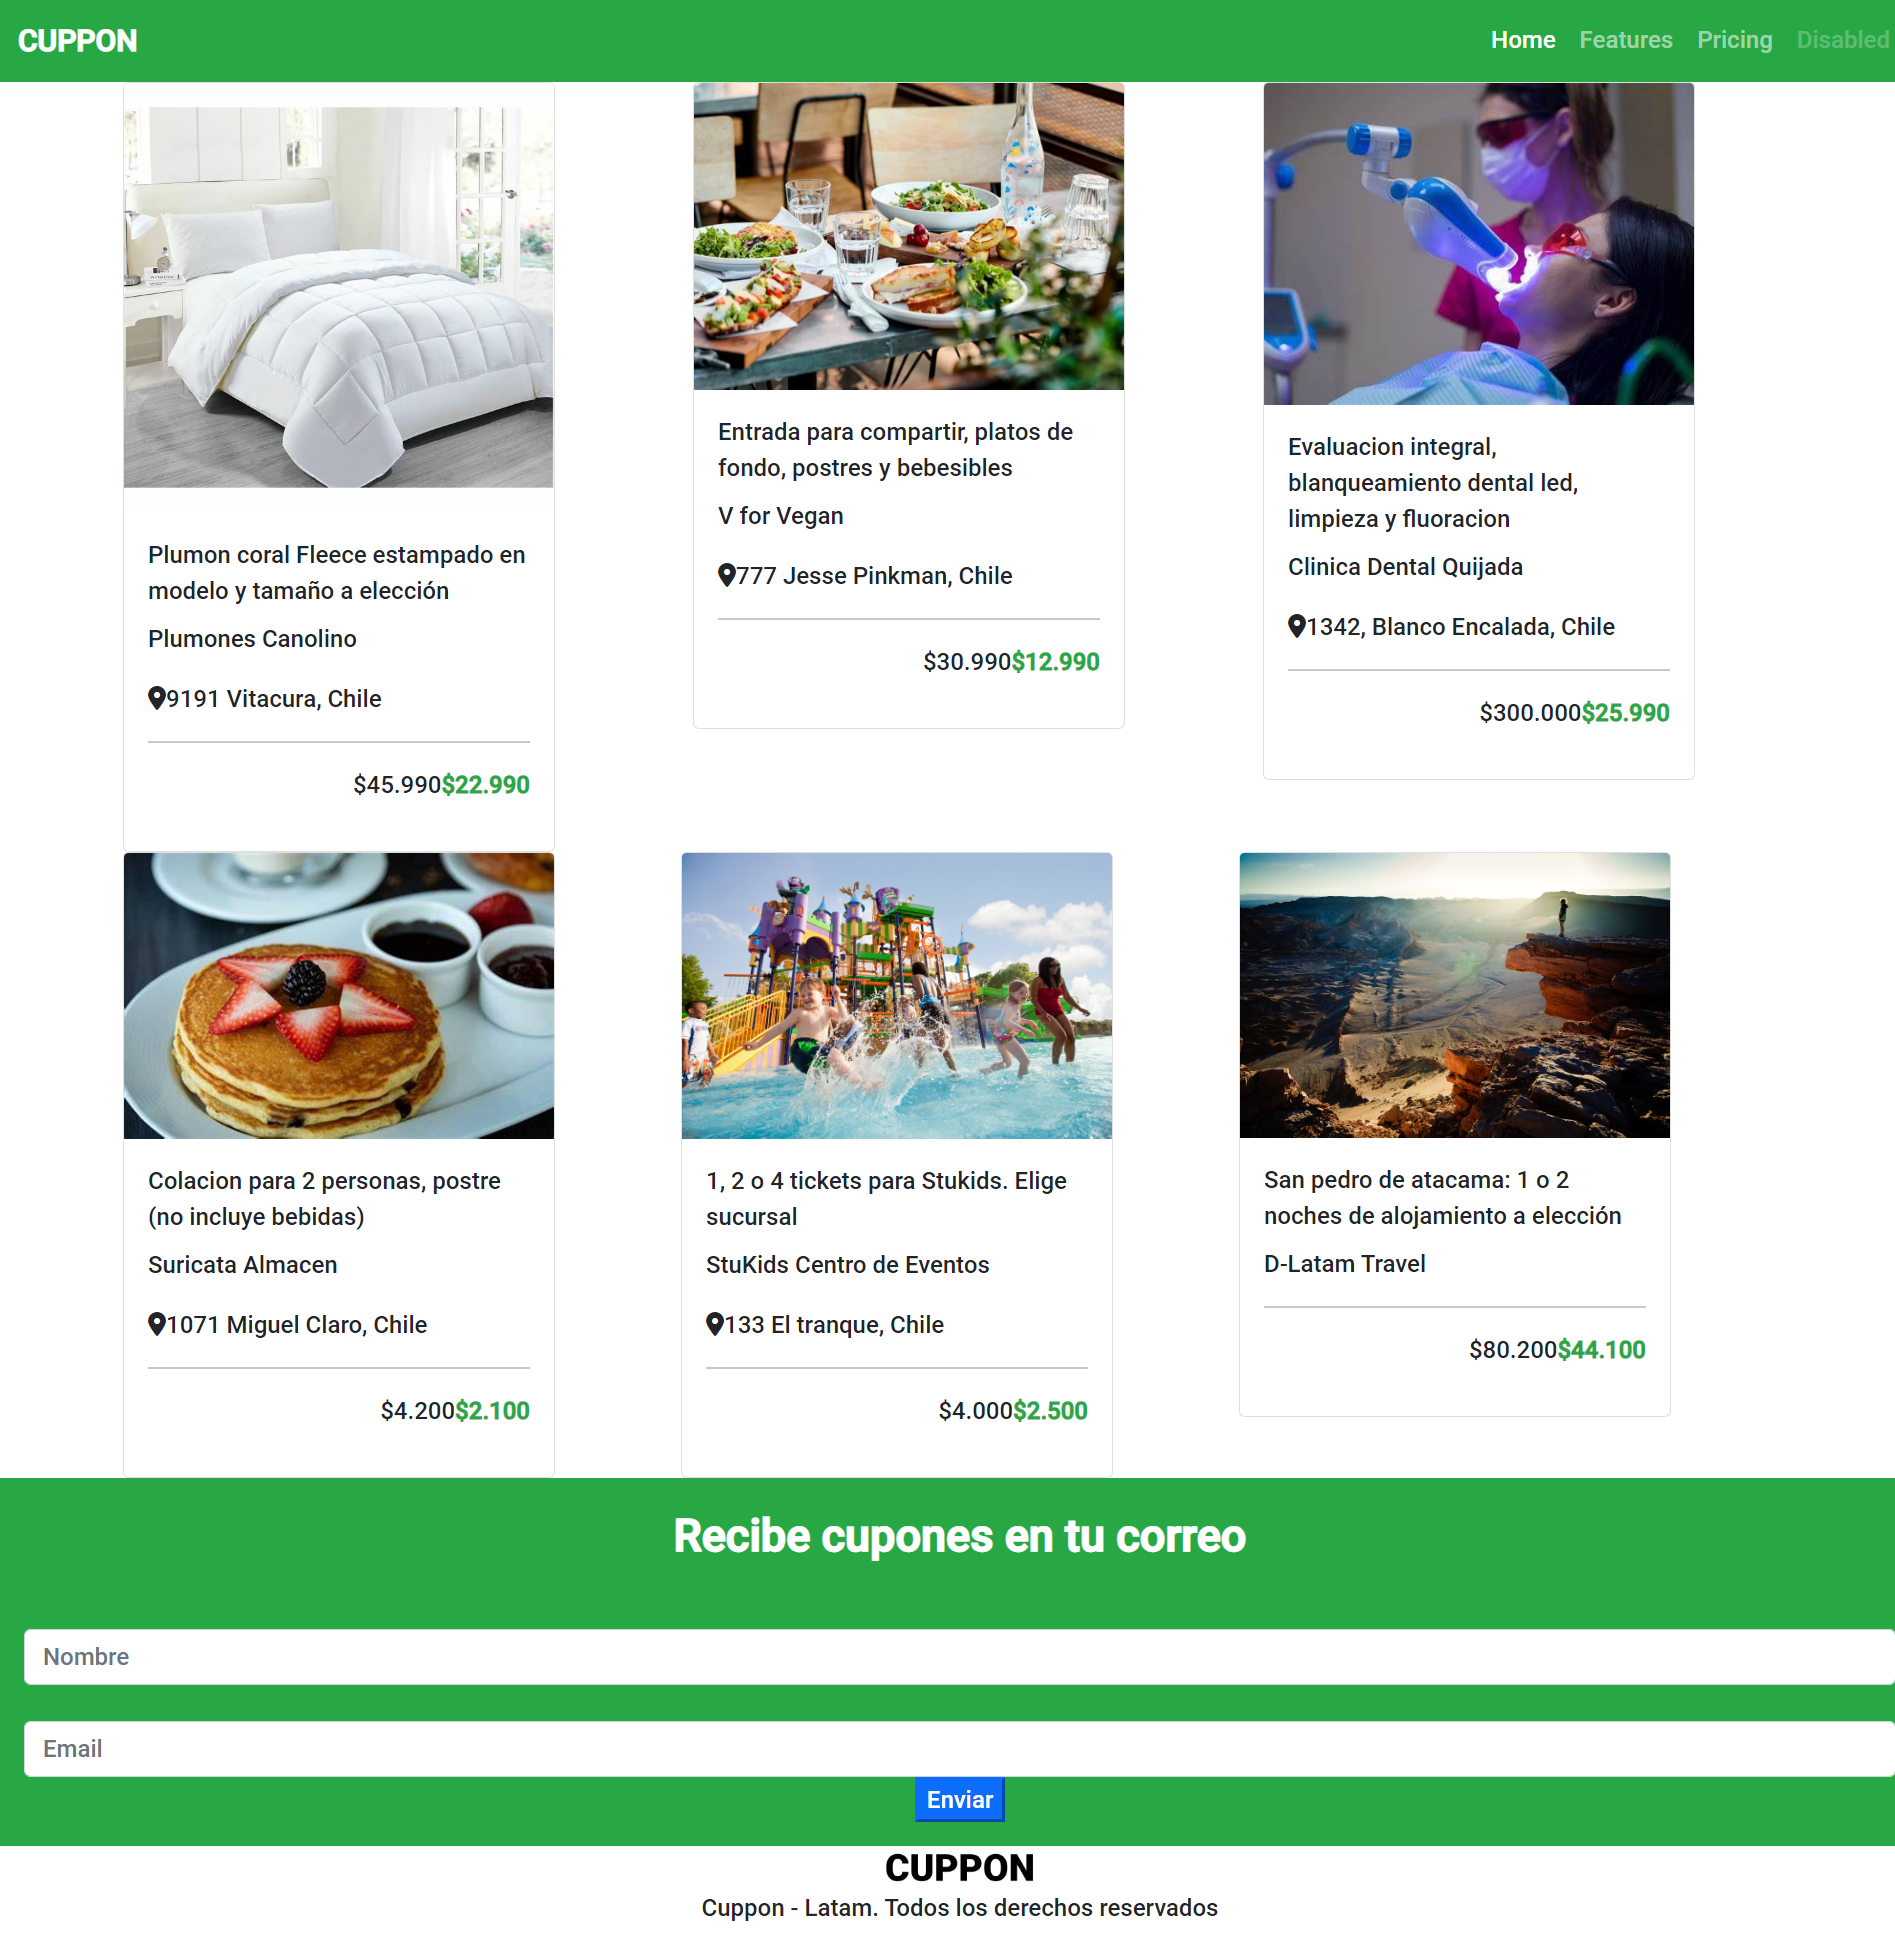 CUPPON
Home Features Pricing Disabled
Plumon coral Fleece estampado en
modelo y tamaño a elección
Plumones Canolino
9191 Vitacura, Chile
$45.990$22.990
Entrada para compartir, platos de
fondo, postres y bebesibles
V for Vegan
777 Jesse Pinkman, Chile
$30.990$12.990
Evaluacion integral,
blanqueamiento dental led,
limpieza y fluoracion
Clinica Dental Quijada
1342, Blanco Encalada, Chile
$300.000$25.990
Colacion para 2 personas, postre
(no incluye bebidas)
Suricata Almacen
1071 Miguel Claro, Chile
$4.200$2.100
1, 2 o 4 tickets para Stukids. Elige
sucursal
StuKids Centro de Eventos
133 El tranque, Chile
$4.000$2.500
San pedro de atacama: 1 o 2
noches de alojamiento a elección
D-Latam Travel
$80.200$44.100
Recibe cupones en tu correo
Nombre
Email
Enviar
CUPPON
Cuppon - Latam. Todos los derechos reservados